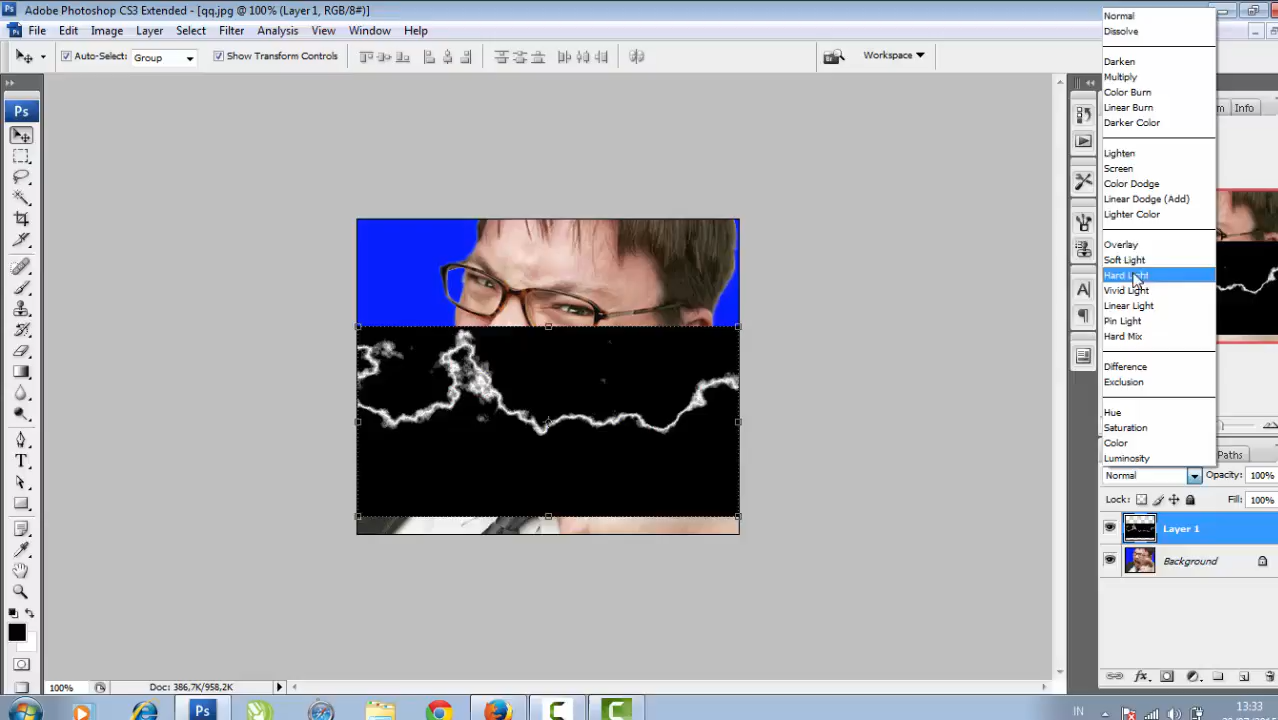 Adobe Photoshop CS3 Extended - [qq.jpg @ 100% (Layer 1, RGB/8#)]
File Edit Image Layer Select Filter Analysis View Window Help
Auto-Select: Group Show Transform Controls Workspace
Ps
Normal
Dissolve
Darken
Multiply
Color Burn
Linear Burn
Darker Color
Lighten
Screen
Color Dodge
Linear Dodge (Add)
Lighter Color
Overlay
Soft Light
Hard Light
Vivid Light
Linear Light
Pin Light
Hard Mix
Difference
Exclusion
Hue
Saturation
Color
Luminosity
Info
Paths
Normal Opacity: 100%
Lock: Fill: 100%
Layer 1
Background
100% Doc: 386,7K/958,2K
Ps
IN 13:33